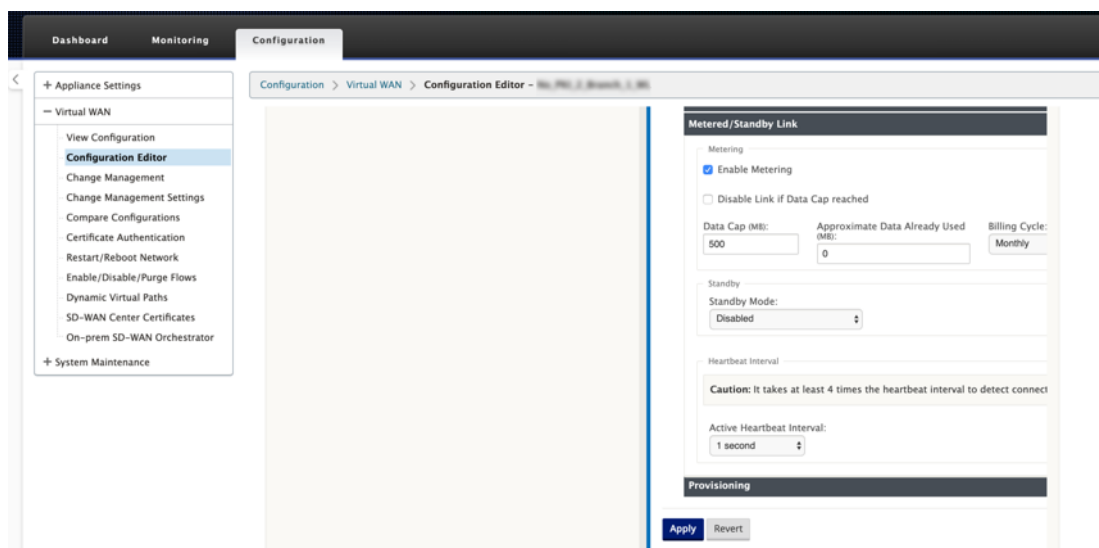 Dashboard Monitoring Configuration
+ Appliance Settings
− Virtual WAN
View Configuration
Configuration Editor
Change Management
Change Management Settings
Compare Configurations
Certificate Authentication
Restart/Reboot Network
Enable/Disable/Purge Flows
Dynamic Virtual Paths
SD-WAN Center Certificates
On-prem SD-WAN Orchestrator
+ System Maintenance
Configuration > Virtual WAN > Configuration Editor -
Metered/Standby Link
Metering
Enable Metering
Disable Link if Data Cap reached
Data Cap (MB):
500
Approximate Data Already Used
(MB):
0
Billing Cycle:
Monthly
Standby
Standby Mode:
Disabled
Heartbeat Interval
Caution: It takes at least 4 times the heartbeat interval to detect connect
Active Heartbeat Interval:
1 second
Provisioning
Apply Revert